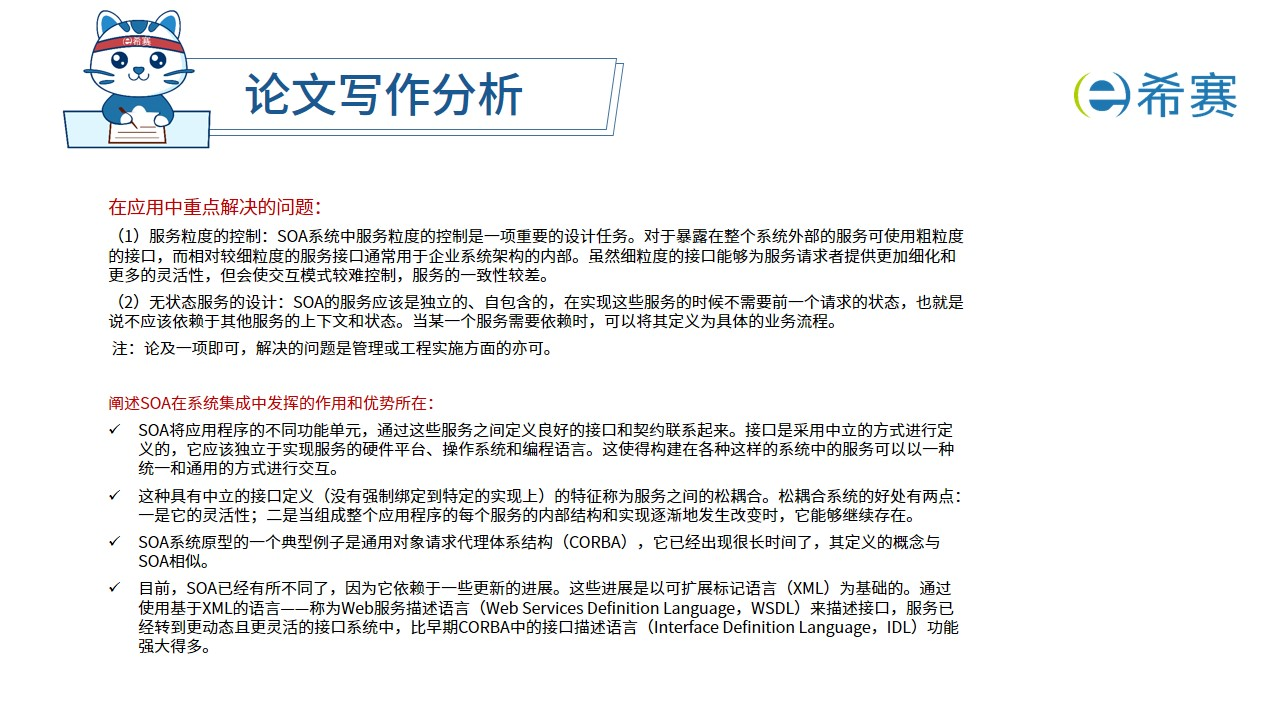 希赛
论文写作分析
希赛
在应用中重点解决的问题：
（1）服务粒度的控制：SOA系统中服务粒度的控制是一项重要的设计任务。对于暴露在整个系统外部的服务可使用粗粒度
的接口，而相对较细粒度的服务接口通常用于企业系统架构的内部。虽然细粒度的接口能够为服务请求者提供更加细化和
更多的灵活性，但会使交互模式较难控制，服务的一致性较差。
（2）无状态服务的设计：SOA的服务应该是独立的、自包含的，在实现这些服务的时候不需要前一个请求的状态，也就是
说不应该依赖于其他服务的上下文和状态。当某一个服务需要依赖时，可以将其定义为具体的业务流程。
注：论及一项即可，解决的问题是管理或工程实施方面的亦可。
阐述SOA在系统集成中发挥的作用和优势所在：
✓ SOA将应用程序的不同功能单元，通过这些服务之间定义良好的接口和契约联系起来。接口是采用中立的方式进行定
义的，它应该独立于实现服务的硬件平台、操作系统和编程语言。这使得构建在各种这样的系统中的服务可以以一种
统一和通用的方式进行交互。
✓ 这种具有中立的接口定义（没有强制绑定到特定的实现上）的特征称为服务之间的松耦合。松耦合系统的好处有两点：
一是它的灵活性；二是当组成整个应用程序的每个服务的内部结构和实现逐渐地发生改变时，它能够继续存在。
✓ SOA系统原型的一个典型例子是通用对象请求代理体系结构（CORBA），它已经出现很长时间了，其定义的概念与
SOA相似。
✓ 目前，SOA已经有所不同了，因为它依赖于一些更新的进展。这些进展是以可扩展标记语言（XML）为基础的。通过
使用基于XML的语言——称为Web服务描述语言（Web Services Definition Language，WSDL）来描述接口，服务已
经转到更动态且更灵活的接口系统中，比早期CORBA中的接口描述语言（Interface Definition Language，IDL）功能
强大得多。